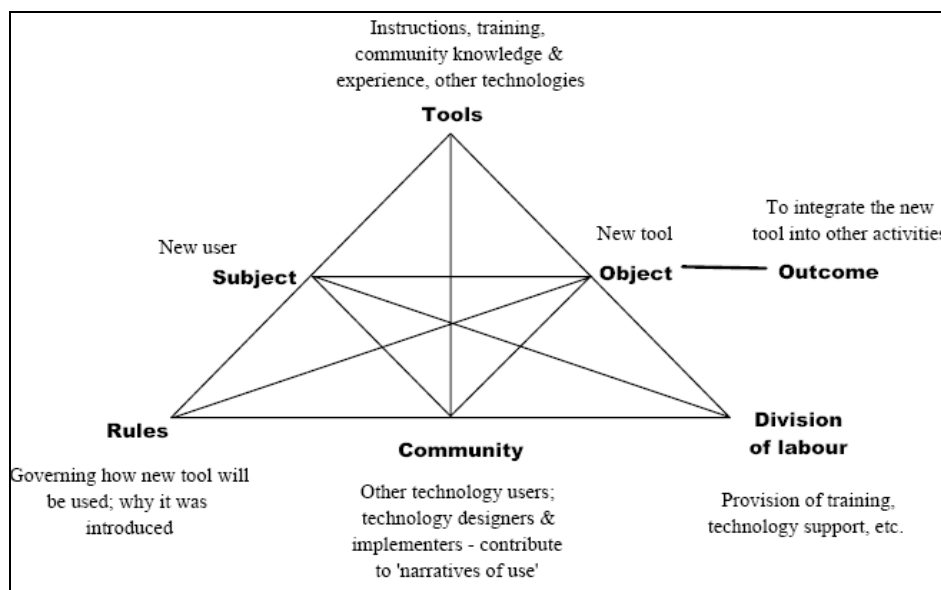 Instructions, training,
community knowledge &
experience, other technologies
Tools
To integrate the new
tool into other activities
New user
New tool
Subject
Object
Outcome
Rules
Governing how new tool will
be used; why it was
introduced
Community
Other technology users;
technology designers &
implementers - contribute
to 'narratives of use'
Division
of labour
Provision of training,
technology support, etc.